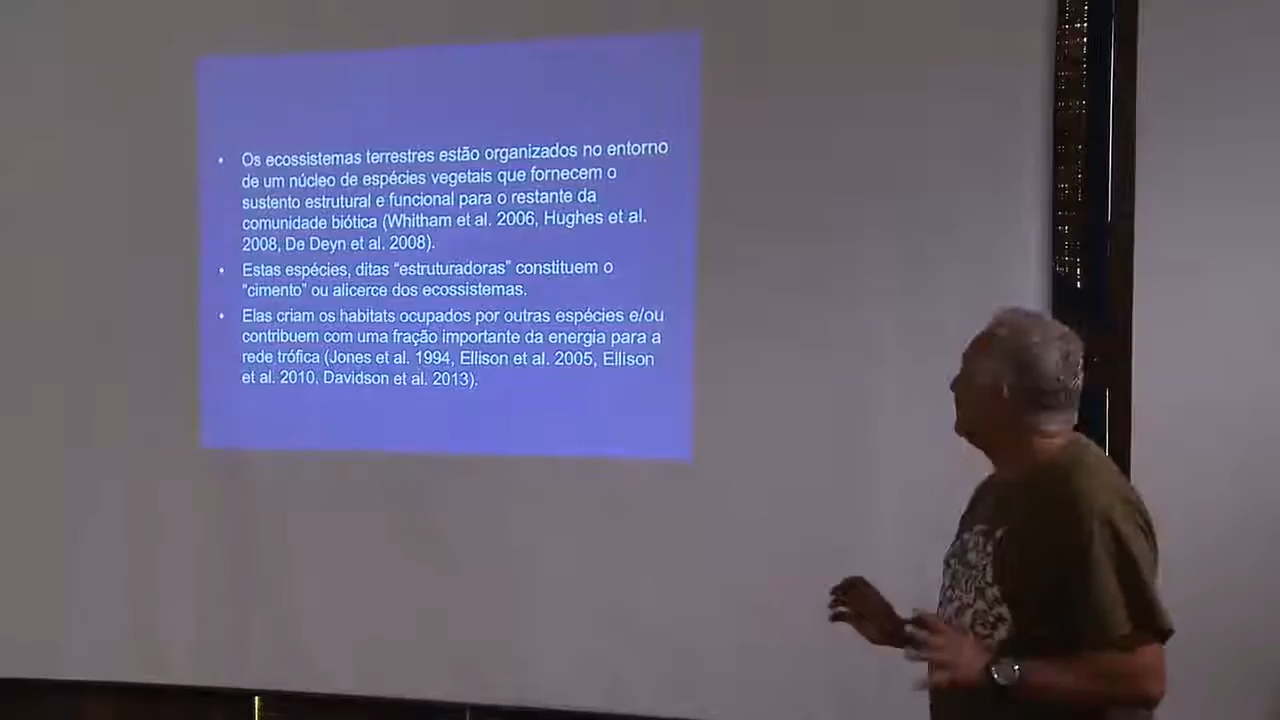 • Os ecossistemas terrestres estão organizados no entorno
de um núcleo de espécies vegetais que fornecem o
sustento estrutural e funcional para o restante da
comunidade biótica (Whitham et al. 2006, Hughes et al.
2008, De Deyn et al. 2008).
• Estas espécies, ditas “estruturadoras” constituem o
"cimento” ou alicerce dos ecossistemas.
• Elas criam os habitats ocupados por outras espécies e/ou
contribuem com uma fração importante da energia para a
rede trófica (Jones et al. 1994, Ellison et al. 2005, Ellison
et al. 2010, Davidson et al. 2013).